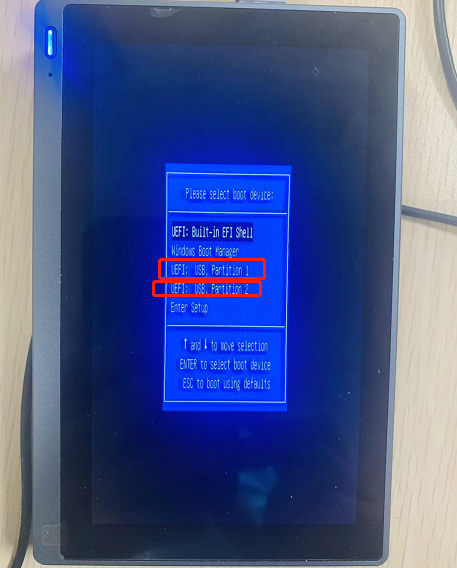 Please select boot device:
UEFI: Built-in EFI Shell
Windows Boot Manager
UEFI: USB, Partition 1
UEFI: USB, Partition 2
Enter Setup
↑ and ↓ to move selection
ENTER to select boot device
ESC to boot using defaults